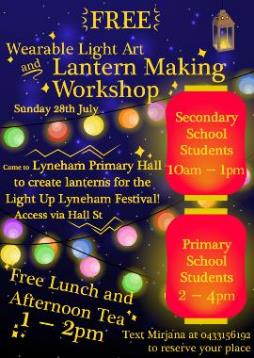 FREE
Wearable Light Art
and Lantern Making
Workshop
Sunday 28th July
Secondary
School
Students
10am – 1pm
Come to Lyneham Primary Hall
to create lanterns for the
Light Up Lyneham Festival!
Access via Hall St
Primary
School
Students
2 – 4pm
Free Lunch and
Afternoon Tea
1 – 2pm
Text Mirjana at 0433156192
to reserve your place